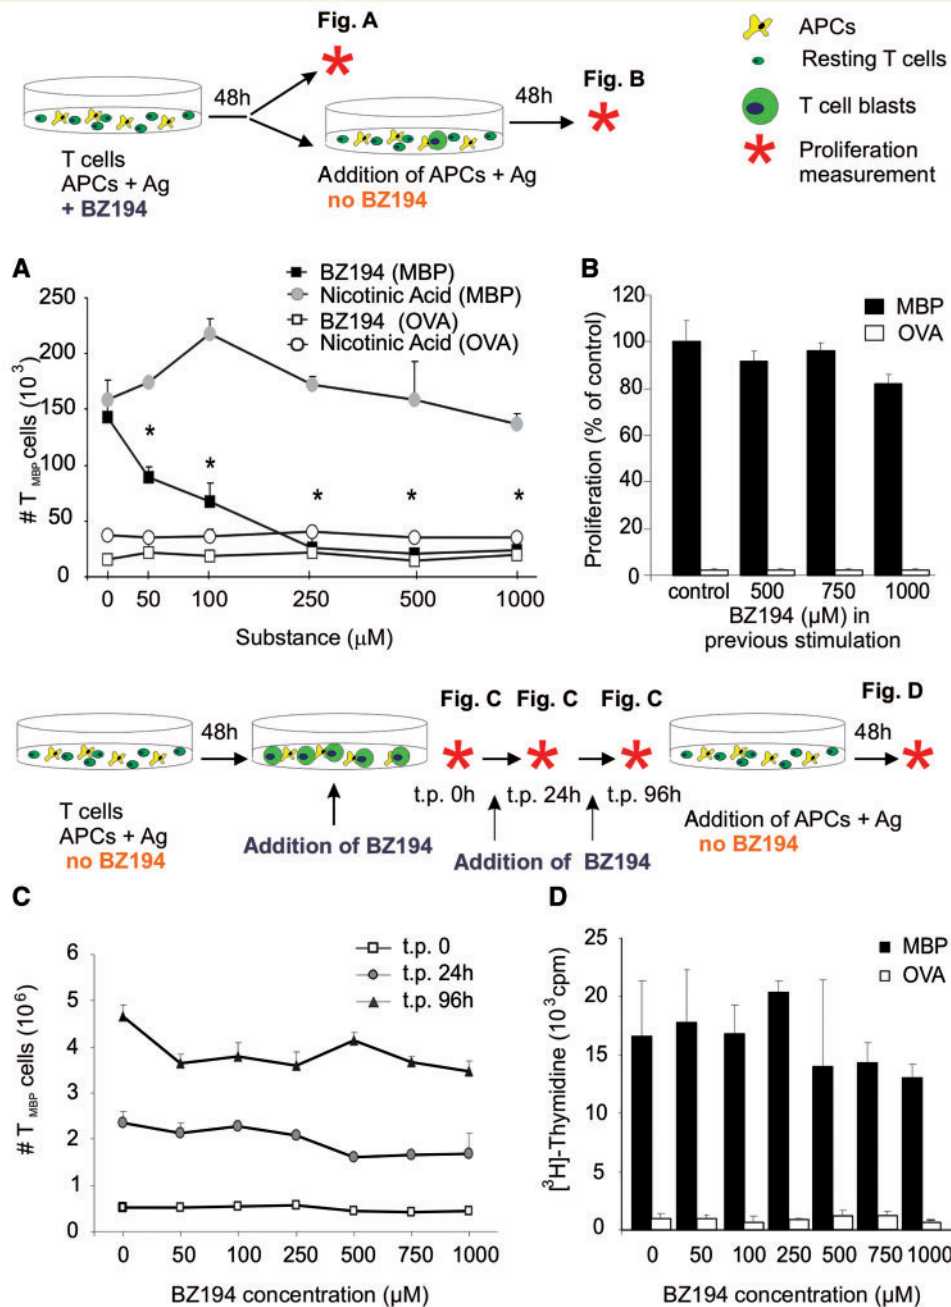 Fig. A
APCs
Resting T cells
T cell blasts
Proliferation
measurement
48h
Fig. B
48h
T cells
APCs + Ag
+ BZ194
Addition of APCs + Ag
no BZ194
A
BZ194 (MBP)
Nicotinic Acid (MBP)
BZ194 (OVA)
Nicotinic Acid (OVA)
# T MBP cells (10 3)
250
200
150
100
50
0
* * * * *
0 50 100 250 500 1000
Substance (µM)
B
MBP
OVA
Proliferation (% of control)
120
100
80
60
40
20
0
control 500 750 1000
BZ194 (µM) in
previous stimulation
Fig. C Fig. C Fig. C Fig. D
48h
48h
t.p. 0h t.p. 24h t.p. 96h
T cells
APCs + Ag
no BZ194
Addition of BZ194
Addition of BZ194
Addition of APCs + Ag
no BZ194
C
t.p. 0
t.p. 24h
t.p. 96h
# T MBP cells (10 6)
6
5
4
3
2
1
0
0 50 100 250 500 750 1000
BZ194 concentration (µM)
D
MBP
OVA
[3H]-Thymidine (10 3 cpm)
25
20
15
10
5
0
0 50 100 250 500 750 1000
BZ194 concentration (µM)